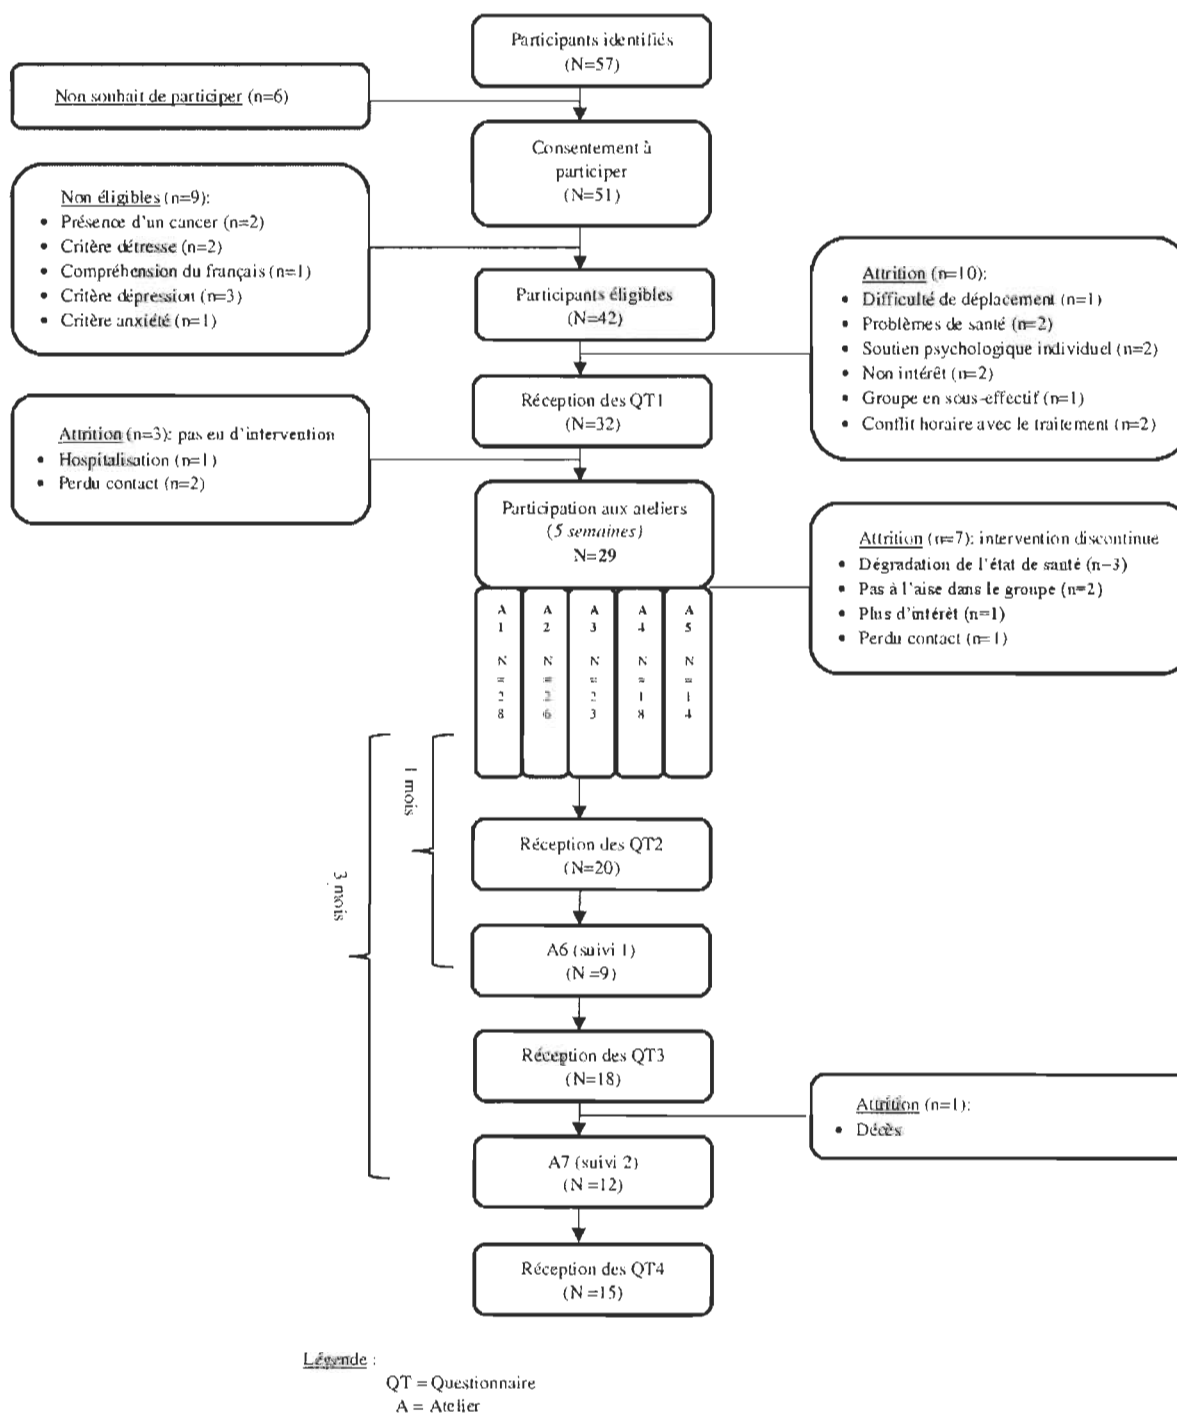 Participants identifiés
(N=57)
Non souhait de participer (n=6)
Consentement à
participer
(N=51)
Non éligibles (n=9):
• Présence d'un cancer (n=2)
• Critère détresse (n=2)
• Compréhension du français (n=1)
• Critère dépression (n=3)
• Critère anxiété (n=1)
Participants éligibles
(N=42)
Attrition (n=10):
• Difficulté de déplacement (n=1)
• Problèmes de santé (n=2)
• Soutien psychologique individuel (n=2)
• Non intérêt (n=2)
• Groupe en sous-effectif (n=1)
• Conflit horaire avec le traitement (n=2)
Réception des QT1
(N=32)
Attrition (n=3): pas eu d'intervention
• Hospitalisation (n=1)
• Perdu contact (n=2)
Participation aux ateliers
(5 semaines)
N=29
Attrition (n=7): intervention discontinue
• Dégradation de l'état de santé (n=3)
• Pas à l'aise dans le groupe (n=2)
• Plus d'intérêt (n=1)
• Perdu contact (n=1)
A1 N=28
A2 N=26
A3 N=23
A4 N=18
A5 N=14
1 mois
3 mois
Réception des QT2
(N=20)
A6 (suivi 1)
(N =9)
Réception des QT3
(N=18)
Attrition (n=1):
• Décès
A7 (suivi 2)
(N =12)
Réception des QT4
(N =15)
Légende :
QT = Questionnaire
A = Atelier